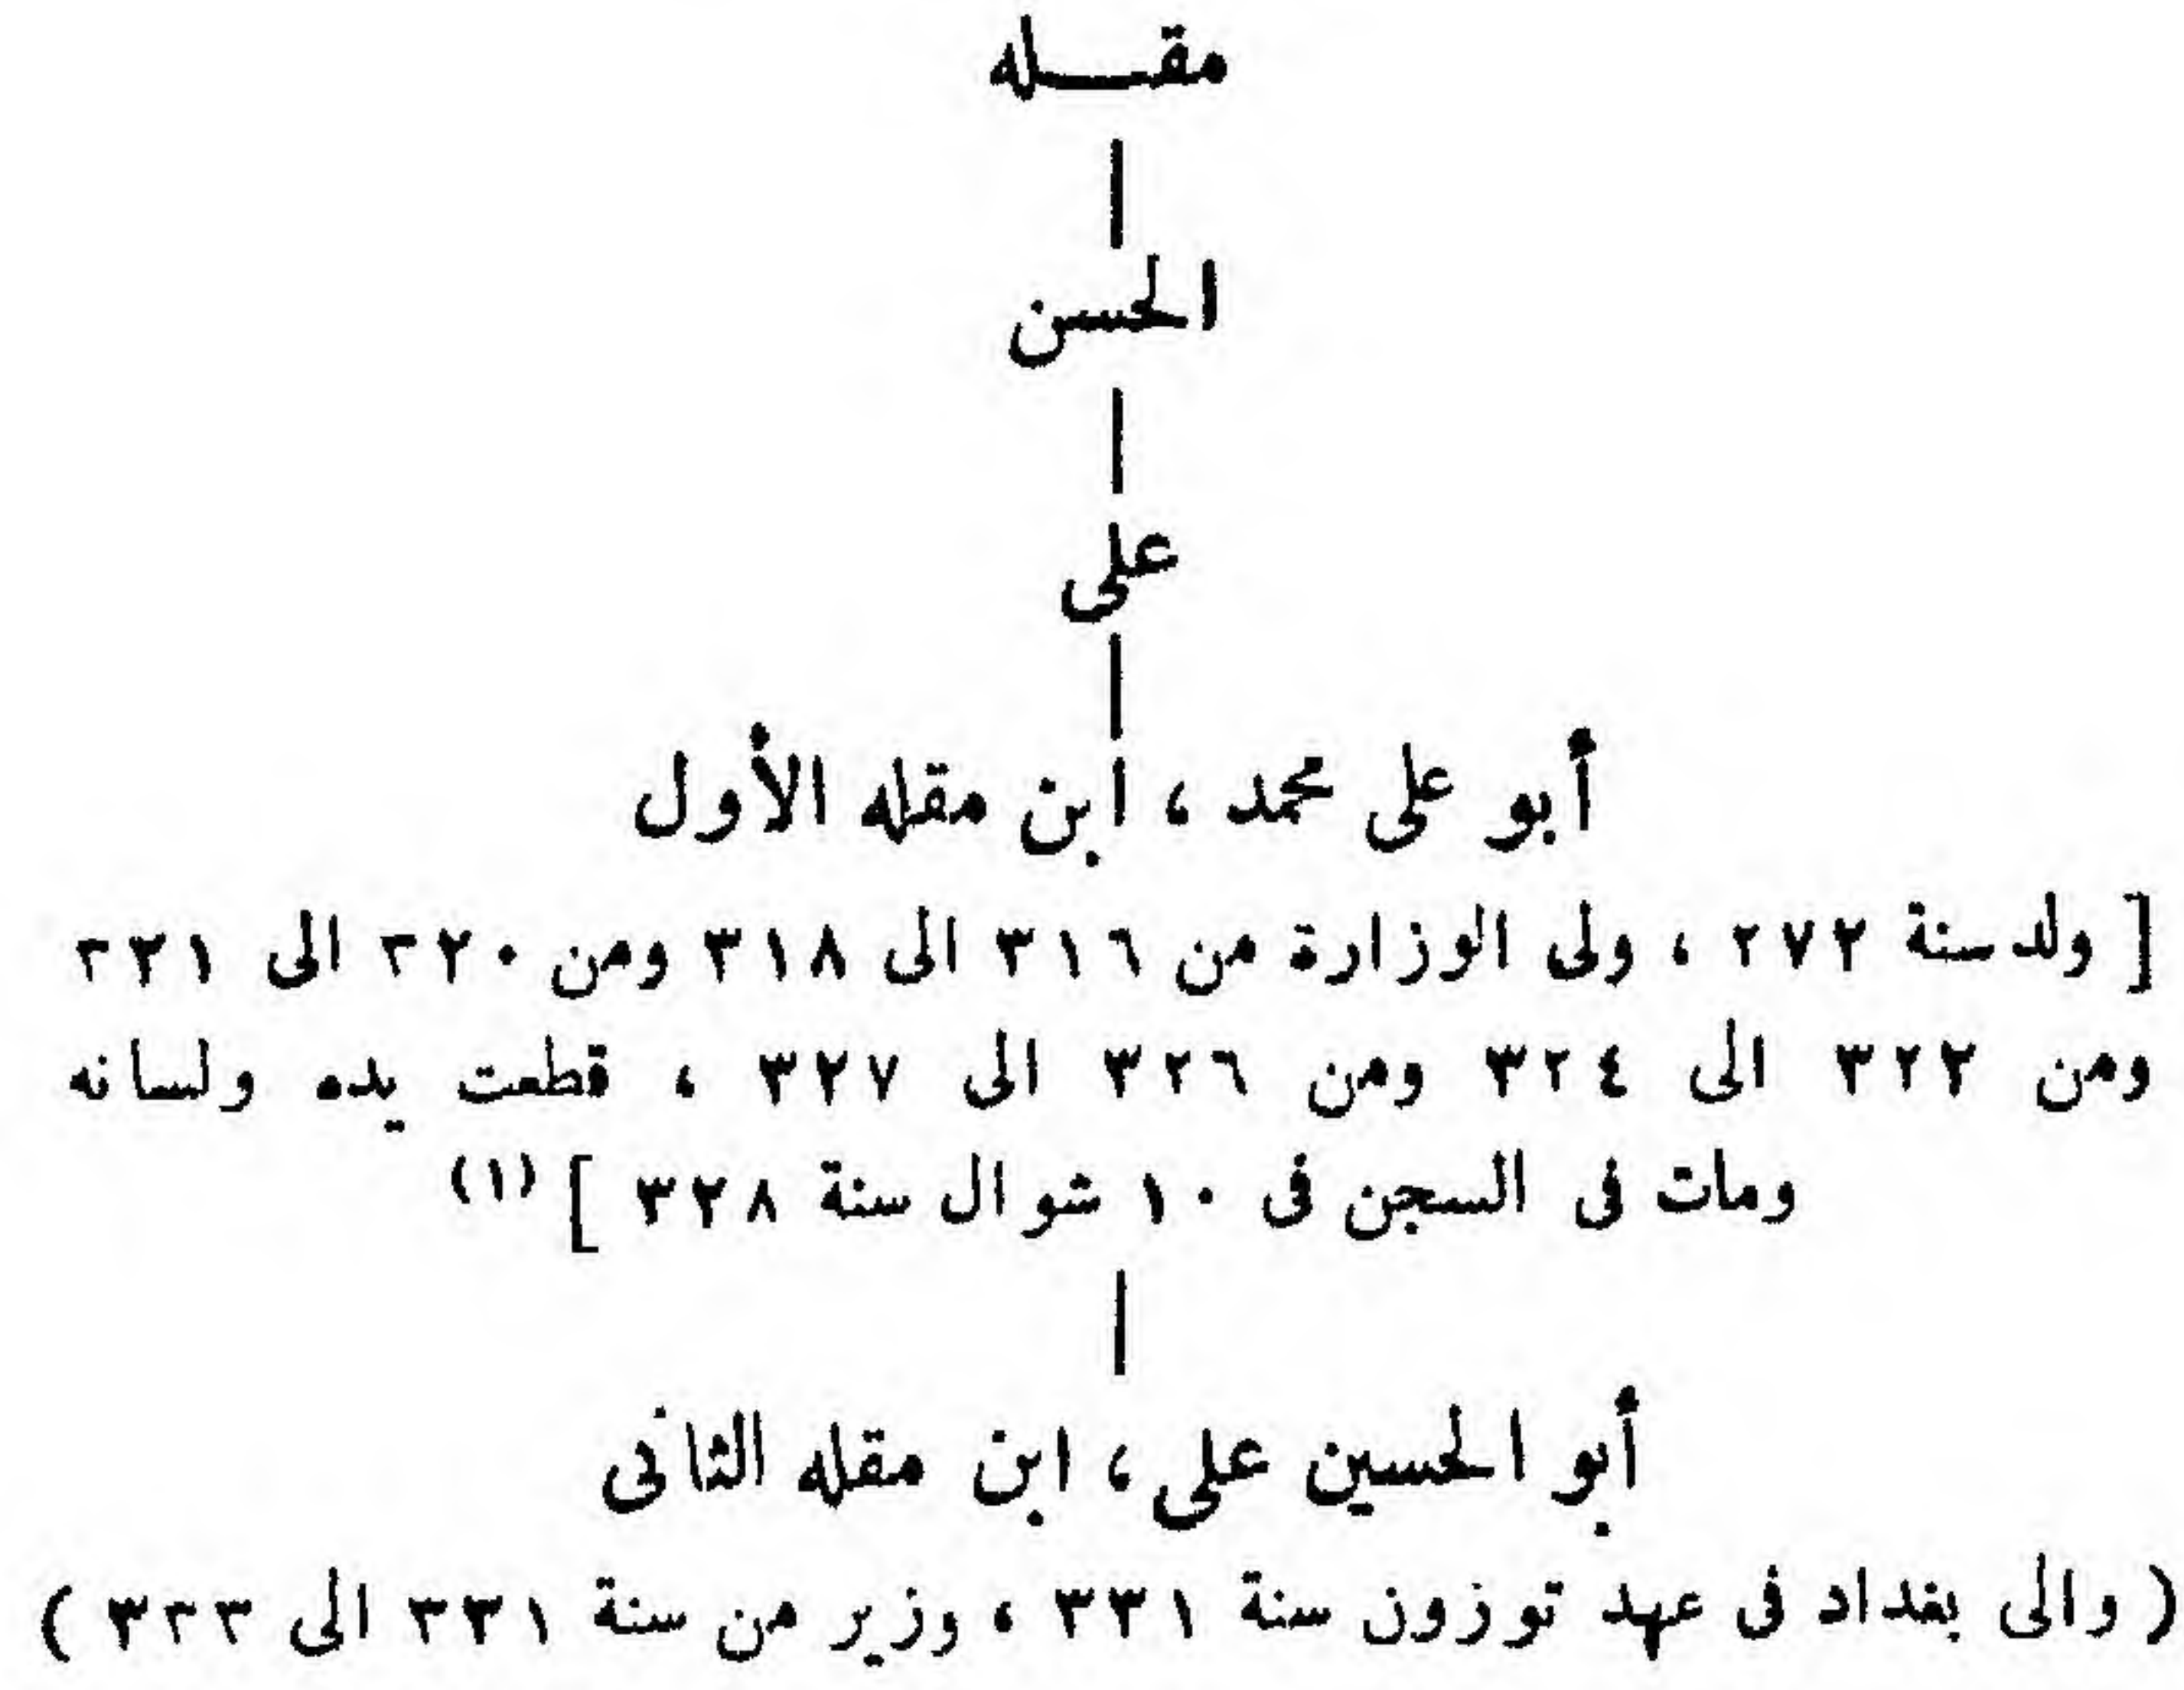 مقـــله
الحسن
على
أبو على محمد ، ابن مقله الأول
[ ولد سنة ٢٧٢ ، ولى الوزارة من ٣١٦ الى ٣١٨ ومن ٣٢٠ الى ٣٢١
ومن ٣٢٢ الى ٣٢٤ ومن ٣٢٦ الى ٣٢٧ ، قطعت يده ولسانه
ومات فى السجن فى ١٠ شوال سنة ٣٢٨ ] (١)
أبو الحسين على ، ابن مقله الثانى
( والى بغداد فى عهد توزون سنة ٣٣١ ، وزير من سنة ٣٣١ الى ٣٣٣ )